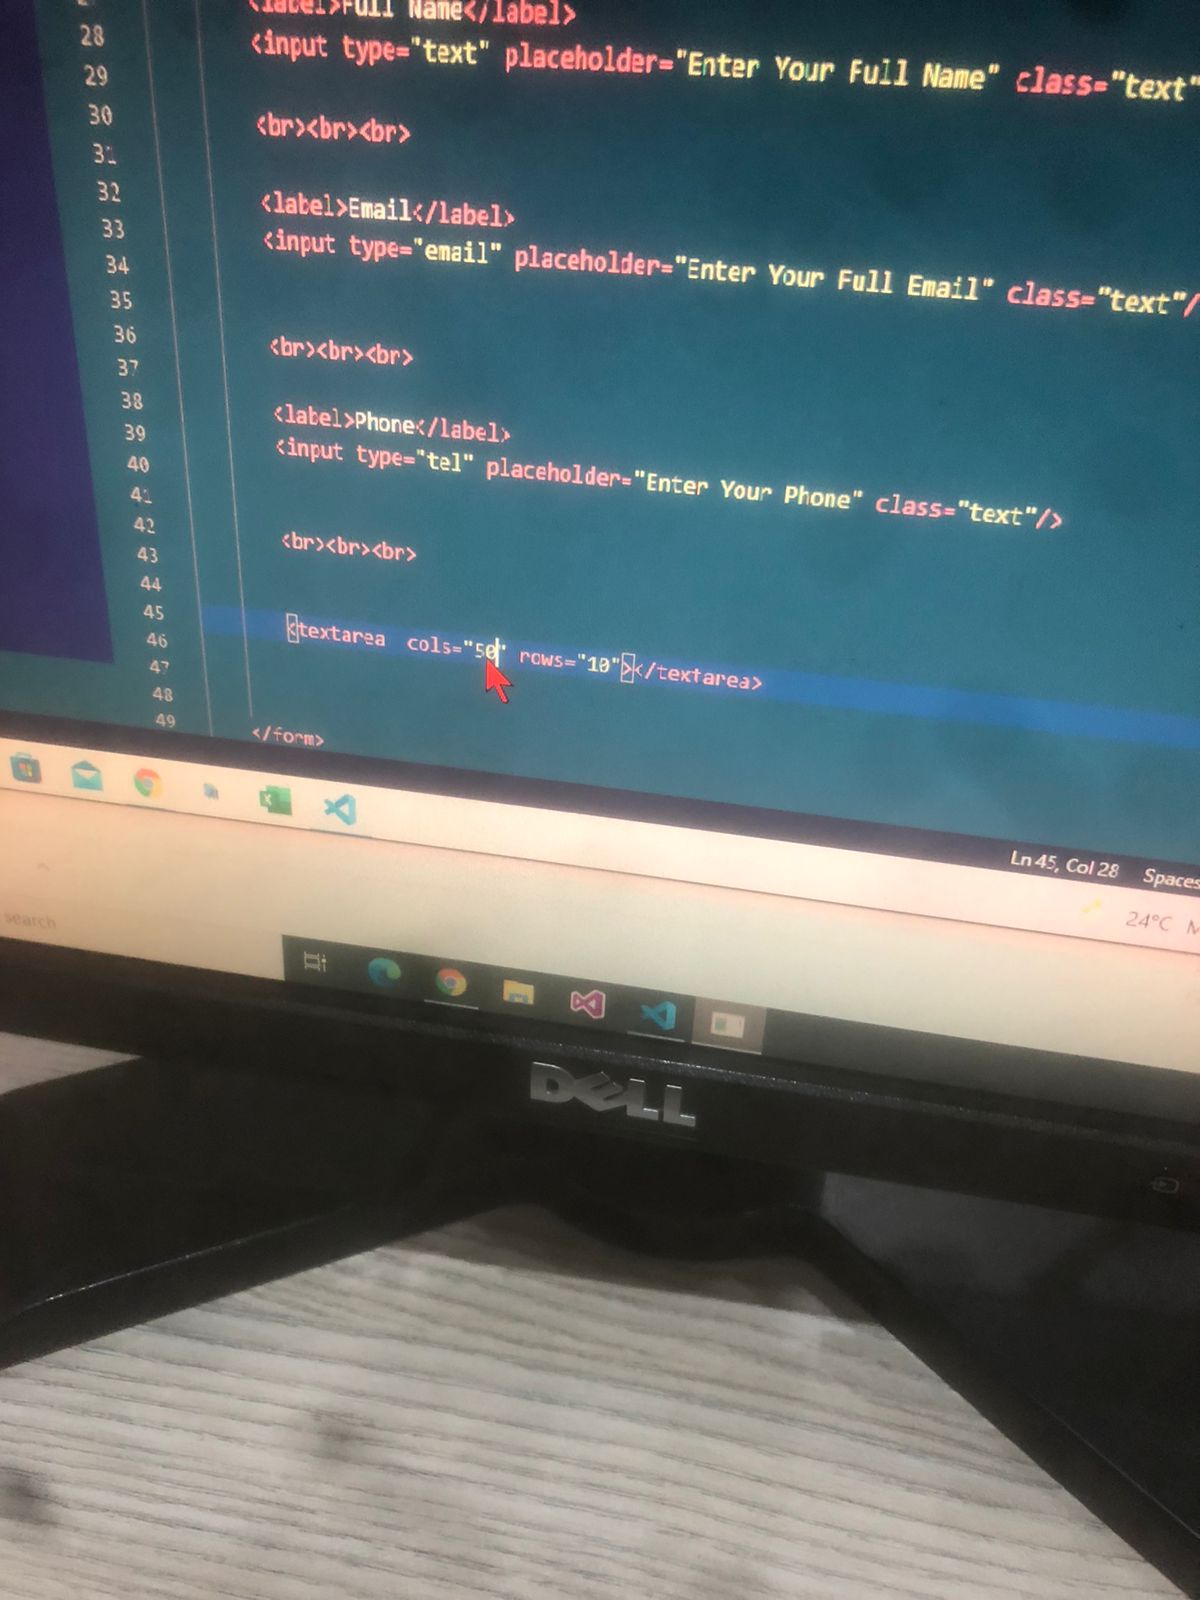 28 <label>Full Name</label>
29 <input type="text" placeholder="Enter Your Full Name" class="text"
30
31 <br><br><br>
32
33 <label>Email</label>
34 <input type="email" placeholder="Enter Your Full Email" class="text"/
35
36 <br><br><br>
37
38 <label>Phone</label>
39 <input type="tel" placeholder="Enter Your Phone" class="text"/>
40
41
42 <br><br><br>
43
44
45 <textarea cols="50" rows="10"></textarea>
46
47
48
49 </form>
Ln 45, Col 28 Spaces
24°C
search
DELL